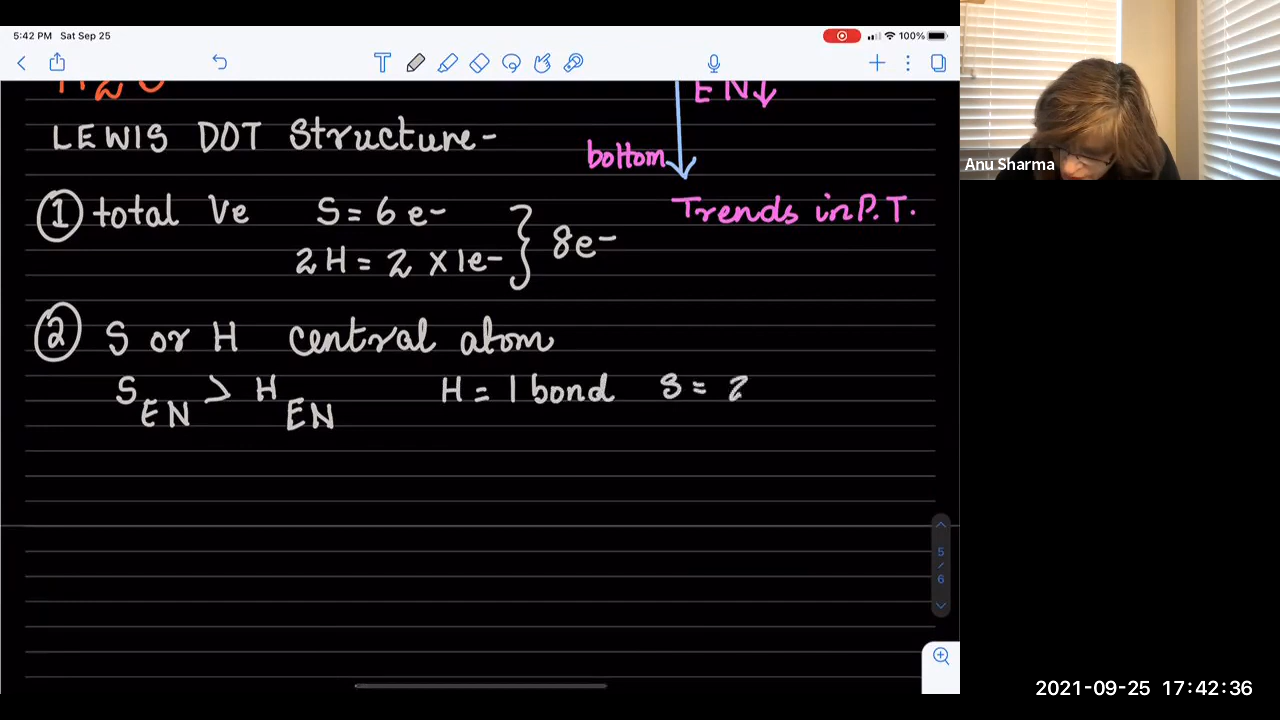 5:42 PM Sat Sep 25
100%
EN↓
LEWIS DOT Structure-
bottom
① total Ve S = 6 e-
Trends in P.T.
2H = 2 X 1e-
} 8e-
② S or H central atom
S EN > H EN H = 1 bond S = 2
5
/
6
Anu Sharma
2021-09-25 17:42:36